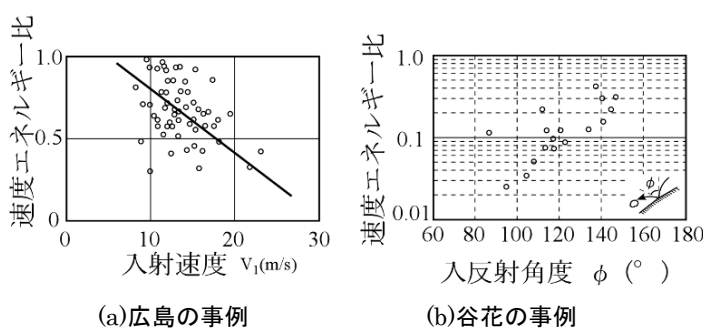 速度エネルギー比
1.0
0.5
0
0
10
20
30
入射速度 V₁(m/s)
(a)広島の事例
速度エネルギー比
1.0
0.1
0.01
60
80
100
120
140
160
180
φ
入反射角度 φ (°)
(b)谷花の事例